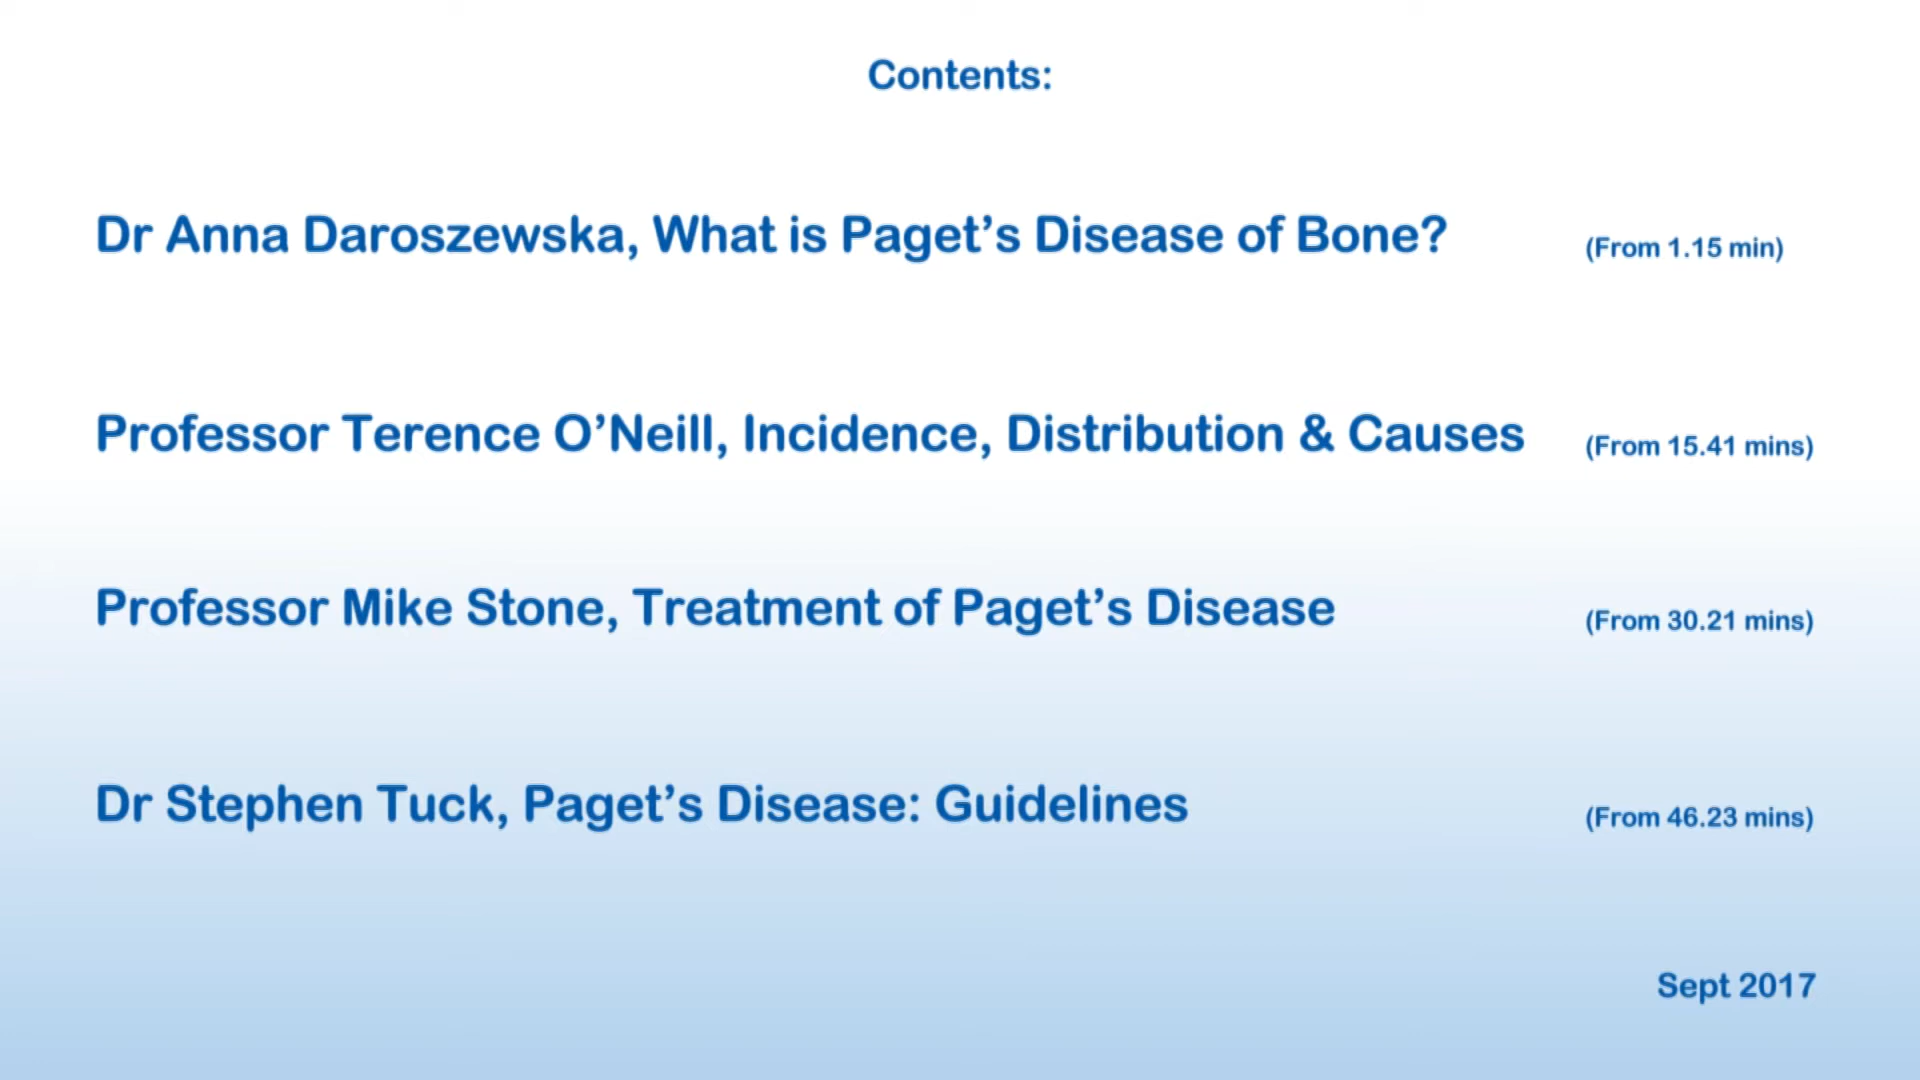 Contents:
Dr Anna Daroszewska, What is Paget’s Disease of Bone? (From 1.15 min)
Professor Terence O’Neill, Incidence, Distribution & Causes (From 15.41 mins)
Professor Mike Stone, Treatment of Paget’s Disease (From 30.21 mins)
Dr Stephen Tuck, Paget’s Disease: Guidelines (From 46.23 mins)
Sept 2017